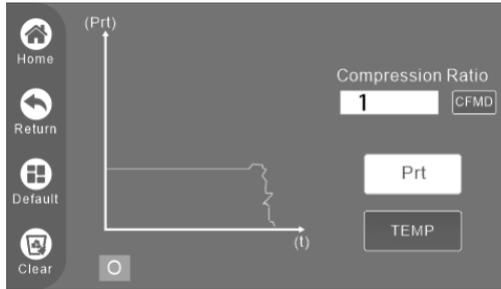 Home
Return
Default
Clear
(Prt)
(t)
O
Compression Ratio
1
CFMD
Prt
TEMP